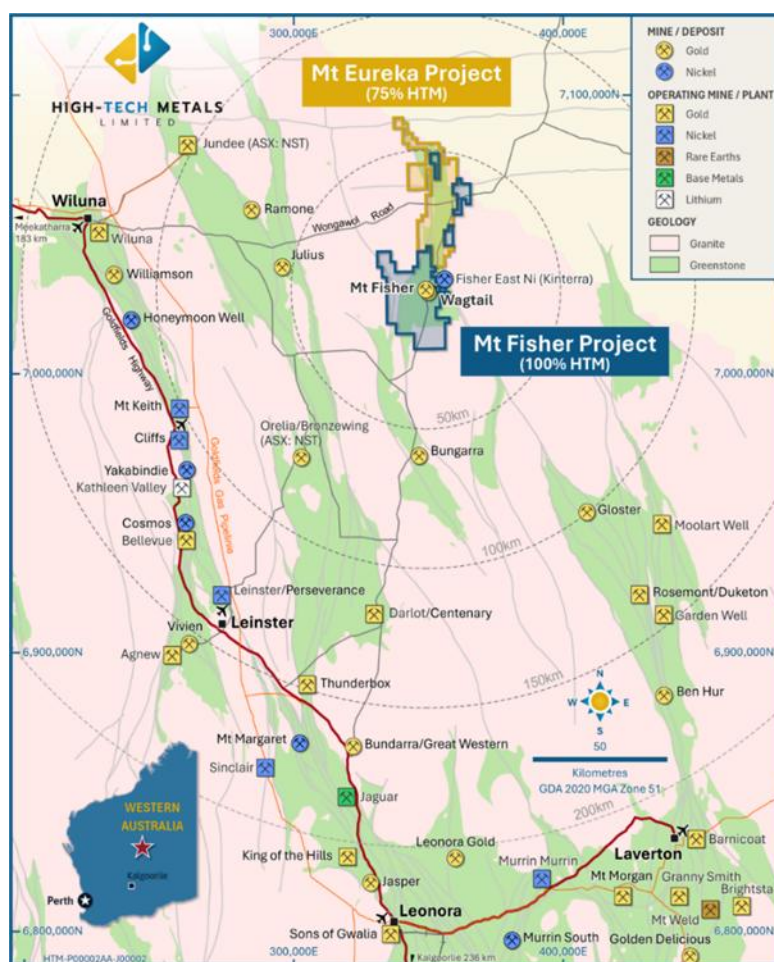 300,000E
400,000E
HIGH-TECH METALS
LIMITED
Mt Eureka Project
(75% HTM)
7,100,000N
MINE / DEPOSIT
Gold
Nickel
OPERATING MINE / PLANT
Gold
Nickel
Rare Earths
Base Metals
Lithium
GEOLOGY
Granite
Greenstone
Jundee (ASX: NST)
Wiluna
Meekatharra
183 km
Wiluna
Ramone
Wongawol Road
Williamson
Julius
Mt Fisher
Fisher East Ni (Kinterra)
Wagtail
Honeymoon Well
Goldfields Highway
Mt Fisher Project
(100% HTM)
7,000,000N
7,000,000N
Mt Keith
50km
Cliffs
Orelia/Bronzewing
(ASX: NST)
Goldfields Gas Pipeline
Bungarra
Yakabindie
Kathleen Valley
Gloster
Cosmos
Bellevue
Moolart Well
100km
Leinster/Perseverance
Rosemont/Duketon
Leinster
Darlot/Centenary
Garden Well
Vivien
6,900,000N
Agnew
6,900,000N
150km
Thunderbox
N
W
E
S
Ben Hur
Mt Margaret
Bundarra/Great Western
50
Sinclair
Kilometres
GDA 2020 MGA Zone 51
WESTERN
AUSTRALIA
Jaguar
200km
Kalgoorlie
Perth
King of the Hills
Leonora Gold
Laverton
Barnicoat
Murrin Murrin
Jasper
Mt Morgan
Granny Smith
Brightsta
Leonora
Mt Weld
Sons of Gwalia
6,800,000N
6,800,000N
Murrin South
Golden Delicious
HTM-P00002AA-J00002
300,000E
Kalgoorlie 236 km
400,000E